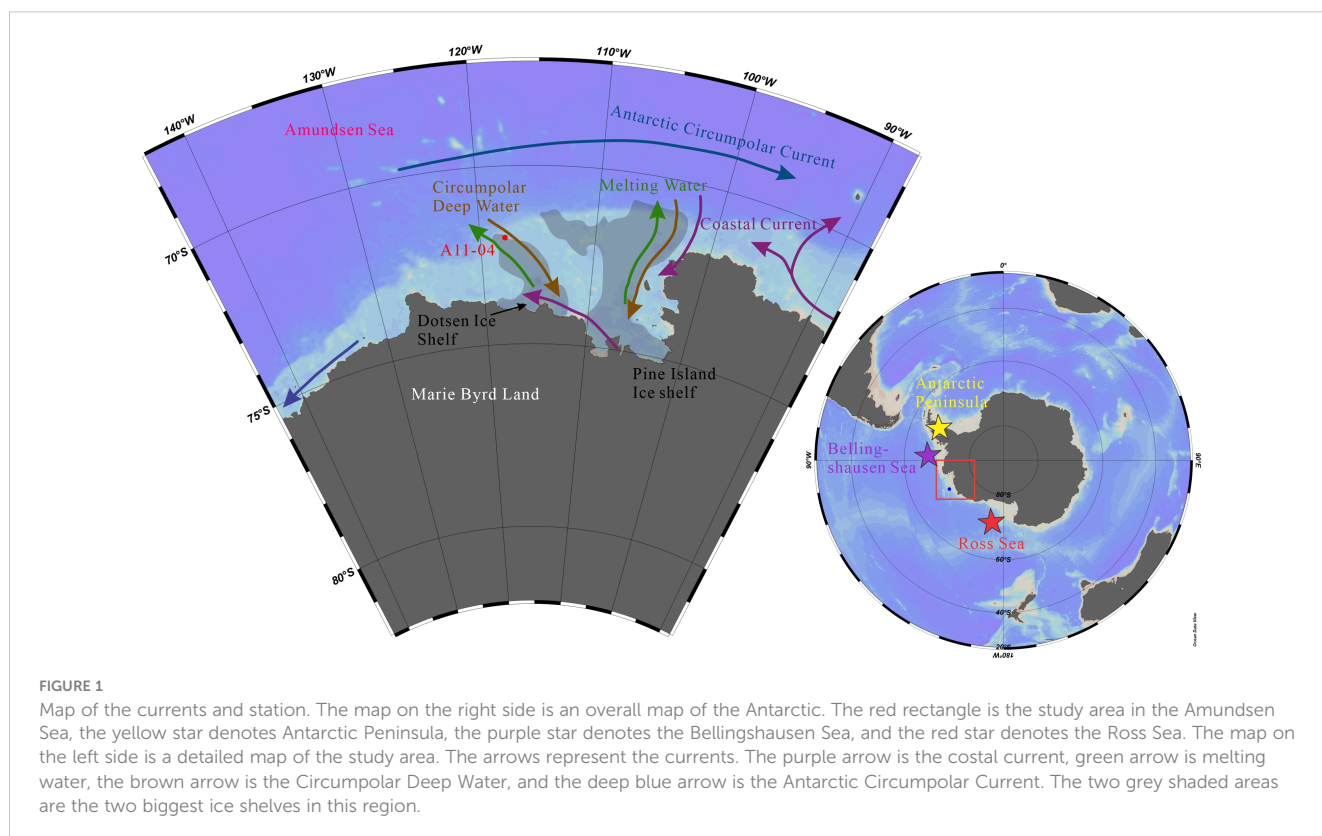 140°W
130°W
120°W
110°W
100°W
90°W
Amundsen Sea
Antarctic Circumpolar Current
Circumpolar
Deep Water
Melting Water
Coastal Current
A11-04
70°S
Dotsen Ice
Shelf
Pine Island
Ice shelf
75°S
Marie Byrd Land
80°S
0°
Antarctic
Peninsula
Belling-
shausen Sea
90°W
90°E
80°S
Ross Sea
60°S
40°S
20°S
180°W
Ocean Data View
FIGURE 1
Map of the currents and station. The map on the right side is an overall map of the Antarctic. The red rectangle is the study area in the Amundsen
Sea, the yellow star denotes Antarctic Peninsula, the purple star denotes the Bellingshausen Sea, and the red star denotes the Ross Sea. The map on
the left side is a detailed map of the study area. The arrows represent the currents. The purple arrow is the costal current, green arrow is melting
water, the brown arrow is the Circumpolar Deep Water, and the deep blue arrow is the Antarctic Circumpolar Current. The two grey shaded areas
are the two biggest ice shelves in this region.